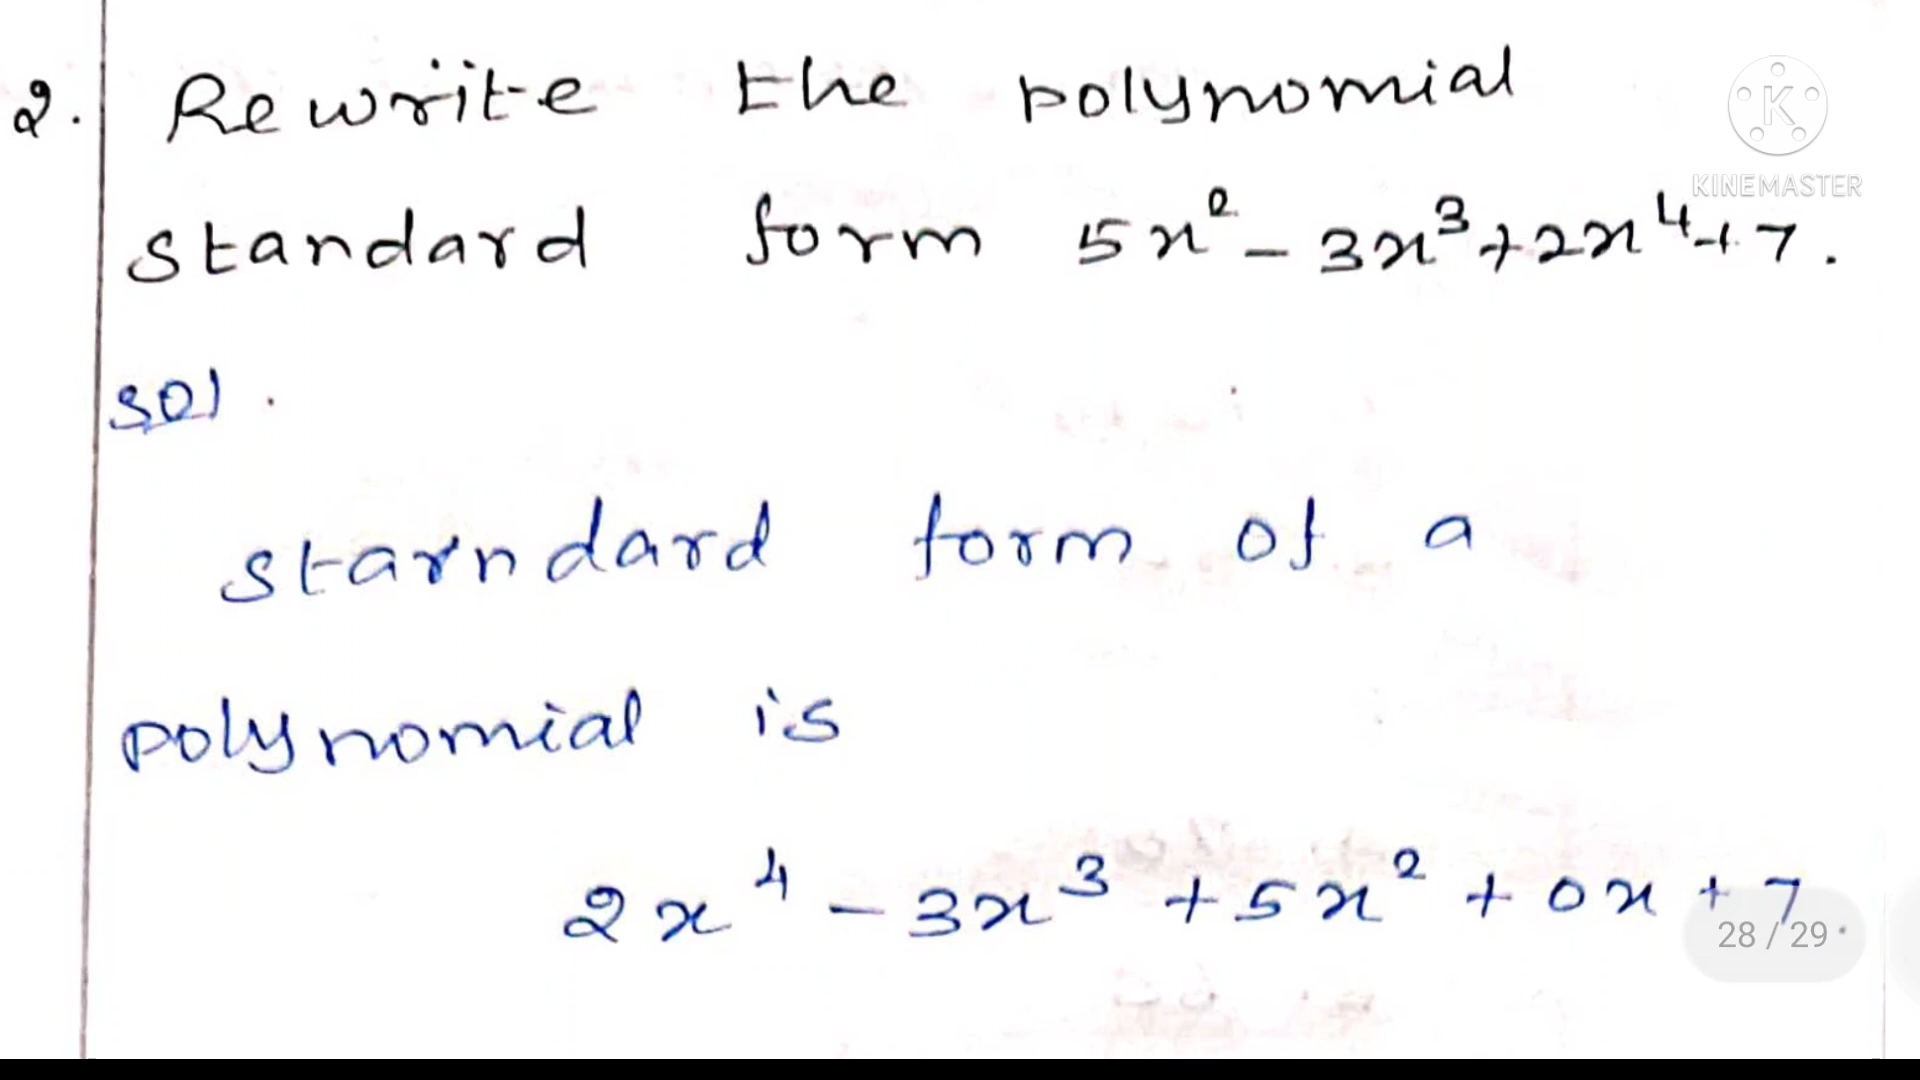 2. Rewrite the polynomial
KINEMASTER
standard form 5x² - 3x³ + 2x⁴ + 7.
sol.
starndard form of a
polynomial is
2x⁴ - 3x³ + 5x² + 0x + 7
28 / 29